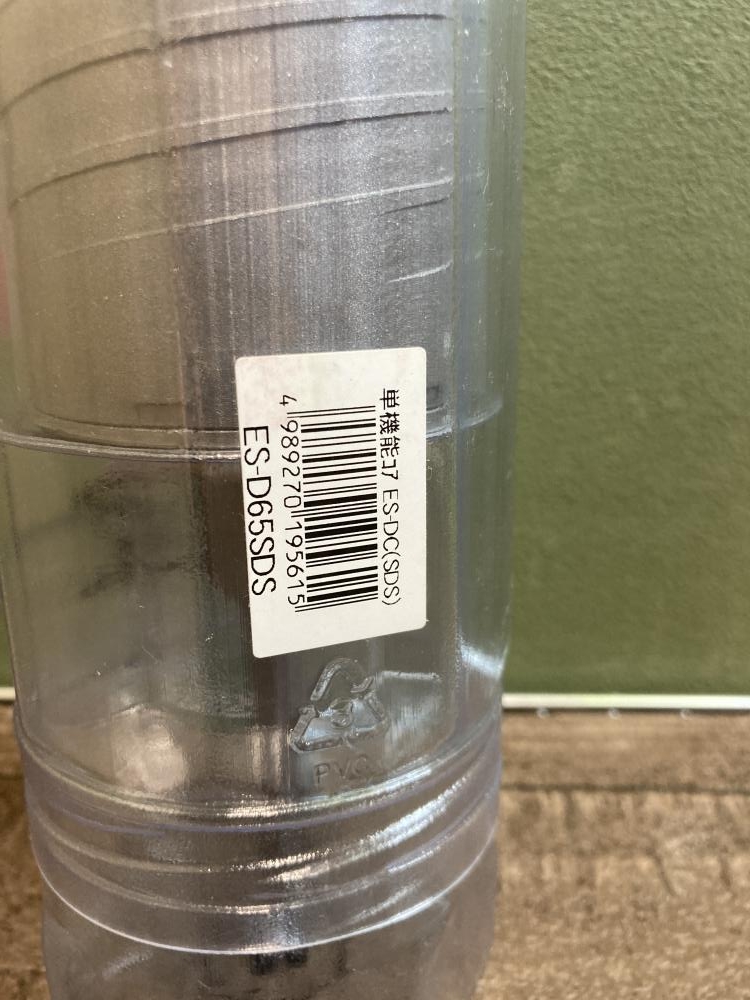 単機能ｺｱ ES-DC(SDS)
4 989270 195615
ES-D65SDS
3
PVC